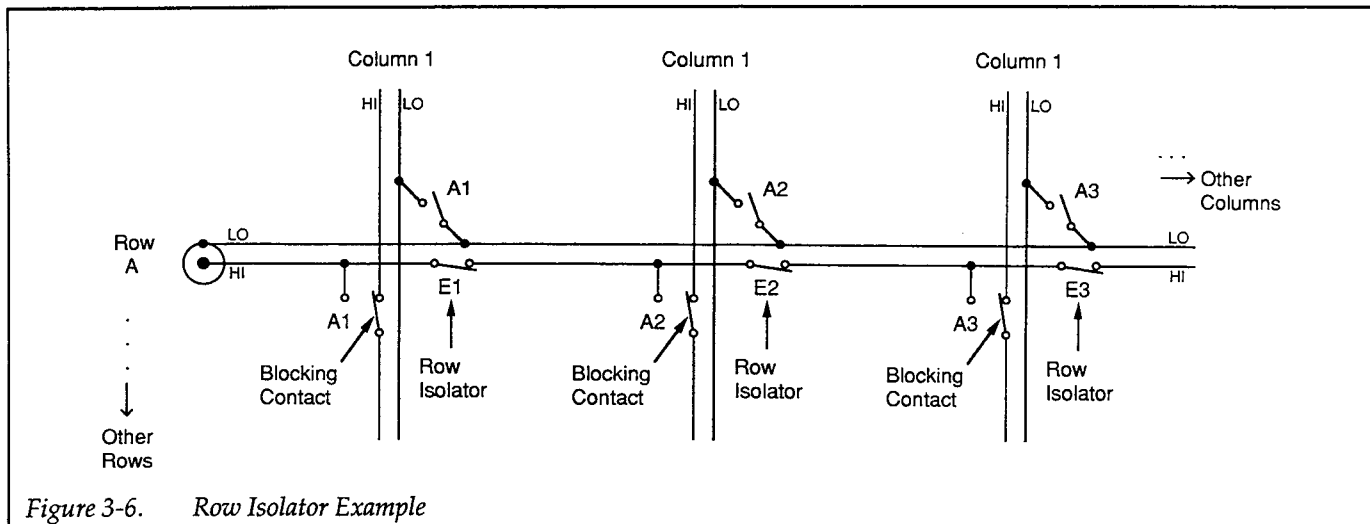 Column 1 Column 1 Column 1
HI LO HI LO HI LO
A1 A2 A3
. . .
Other
Columns
Row
A
LO LO
HI HI
E1 E2 E3
A1 A2 A3
Blocking
Contact
Row
Isolator
Blocking
Contact
Row
Isolator
Blocking
Contact
Row
Isolator
Other
Rows
Figure 3-6. Row Isolator Example